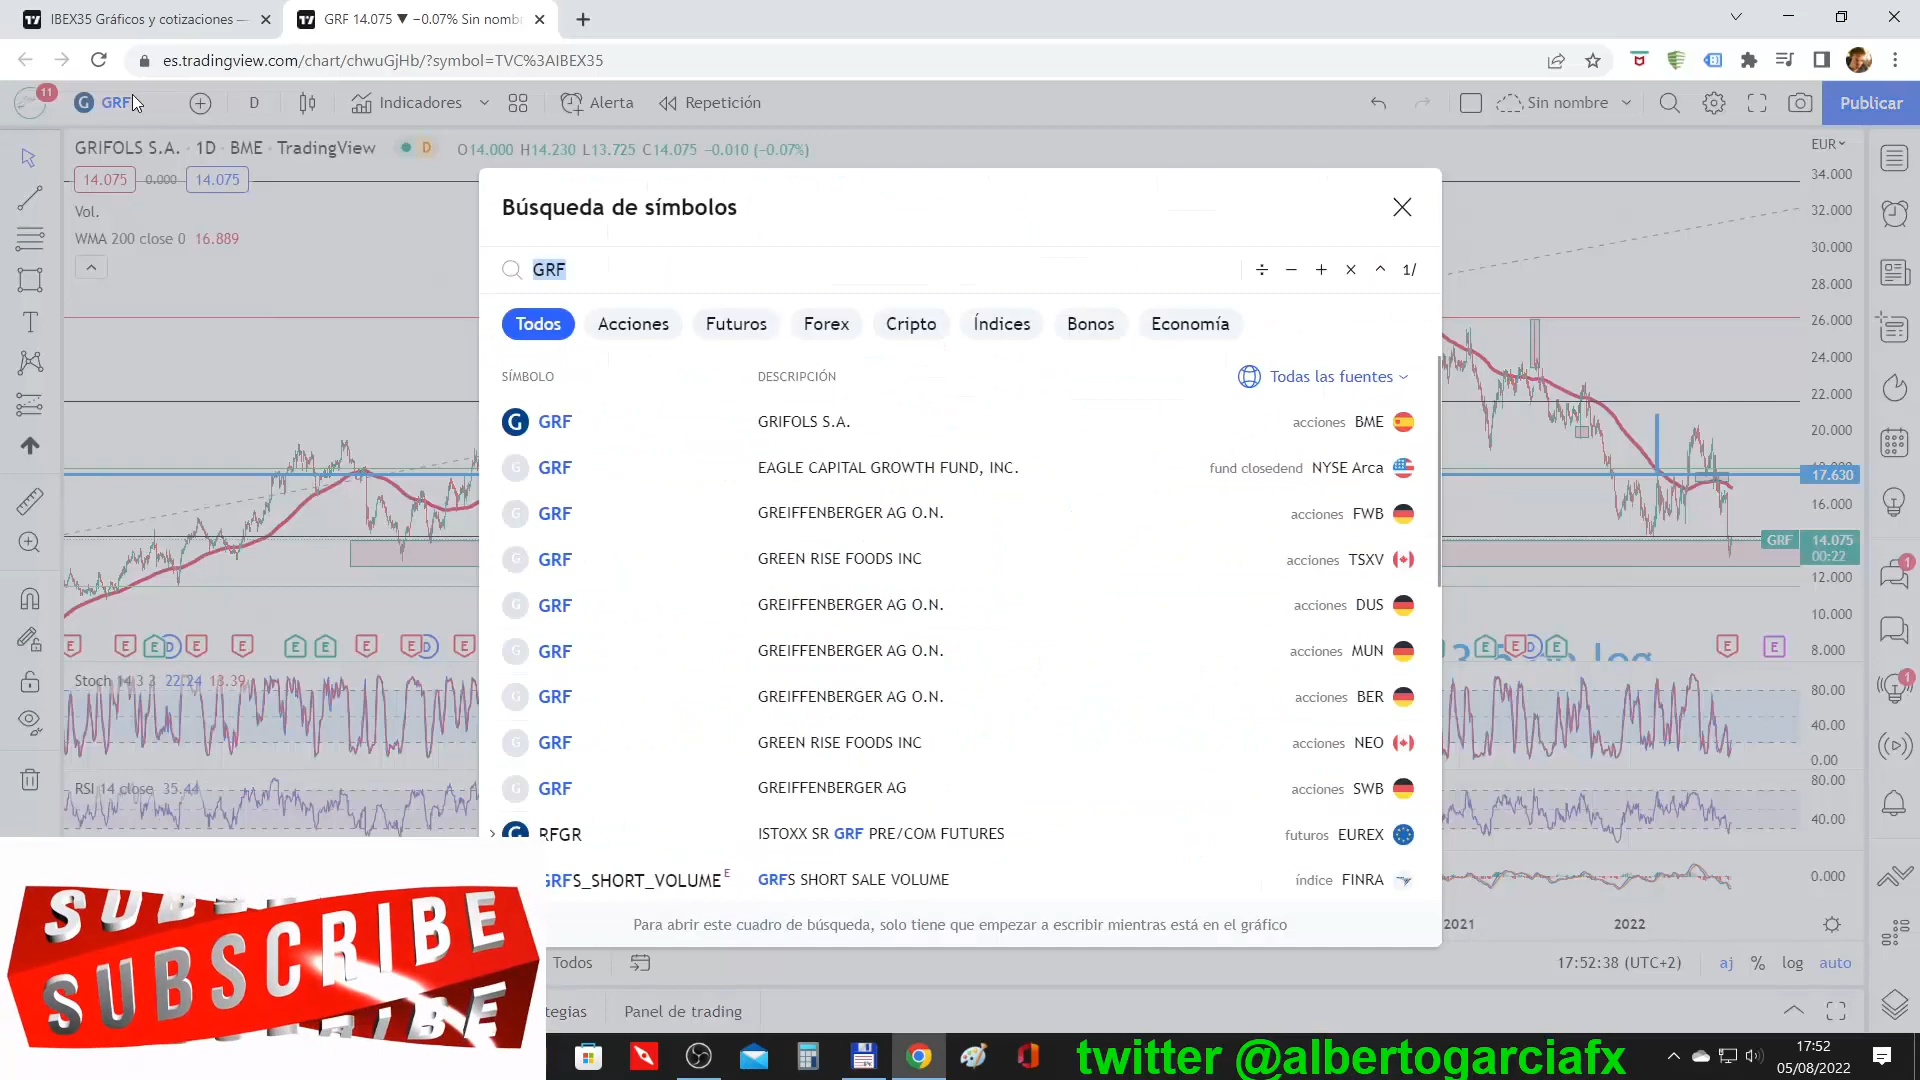 IBEX35 Gráficos y cotizaciones —
GRF 14.075 ▼ −0.07% Sin nombr
es.tradingview.com/chart/chwuGjHb/?symbol=TVC%3AIBEX35
11
GRF
D
Indicadores
Alerta
Repetición
Sin nombre
Publicar
GRIFOLS S.A. · 1D · BME · TradingView
D
O14.000 H14.230 L13.725 C14.075 −0.010 (−0.07%)
EUR
14.075
0.000
14.075
Vol.
WMA 200 close 0 16.889
Búsqueda de símbolos
GRF
÷ − + × 1/
Todos
Acciones
Futuros
Forex
Cripto
Índices
Bonos
Economía
SÍMBOLO
DESCRIPCIÓN
Todas las fuentes
G GRF GRIFOLS S.A. acciones BME
G GRF EAGLE CAPITAL GROWTH FUND, INC. fund closedend NYSE Arca
G GRF GREIFFENBERGER AG O.N. acciones FWB
G GRF GREEN RISE FOODS INC acciones TSXV
G GRF GREIFFENBERGER AG O.N. acciones DUS
G GRF GREIFFENBERGER AG O.N. acciones MUN
G GRF GREIFFENBERGER AG O.N. acciones BER
G GRF GREEN RISE FOODS INC acciones NEO
G GRF GREIFFENBERGER AG acciones SWB
RFGR ISTOXX SR GRF PRE/COM FUTURES futuros EUREX
GRFS_SHORT_VOLUME E GRFS SHORT SALE VOLUME índice FINRA
Para abrir este cuadro de búsqueda, solo tiene que empezar a escribir mientras está en el gráfico
34.000
32.000
30.000
28.000
26.000
24.000
22.000
20.000
17.630
16.000
GRF 14.075
00:22
12.000
10.000
8.000
80.00
40.00
0.00
80.00
40.00
0.000
Stoch 14 3 3 22.24 13.39
RSI 14 close 35.44
2021
2022
Todos
17:52:38 (UTC+2)
aj
%
log
auto
tegias
Panel de trading
SUBSCRIBE
twitter @albertogarciafx
17:52
05/08/2022